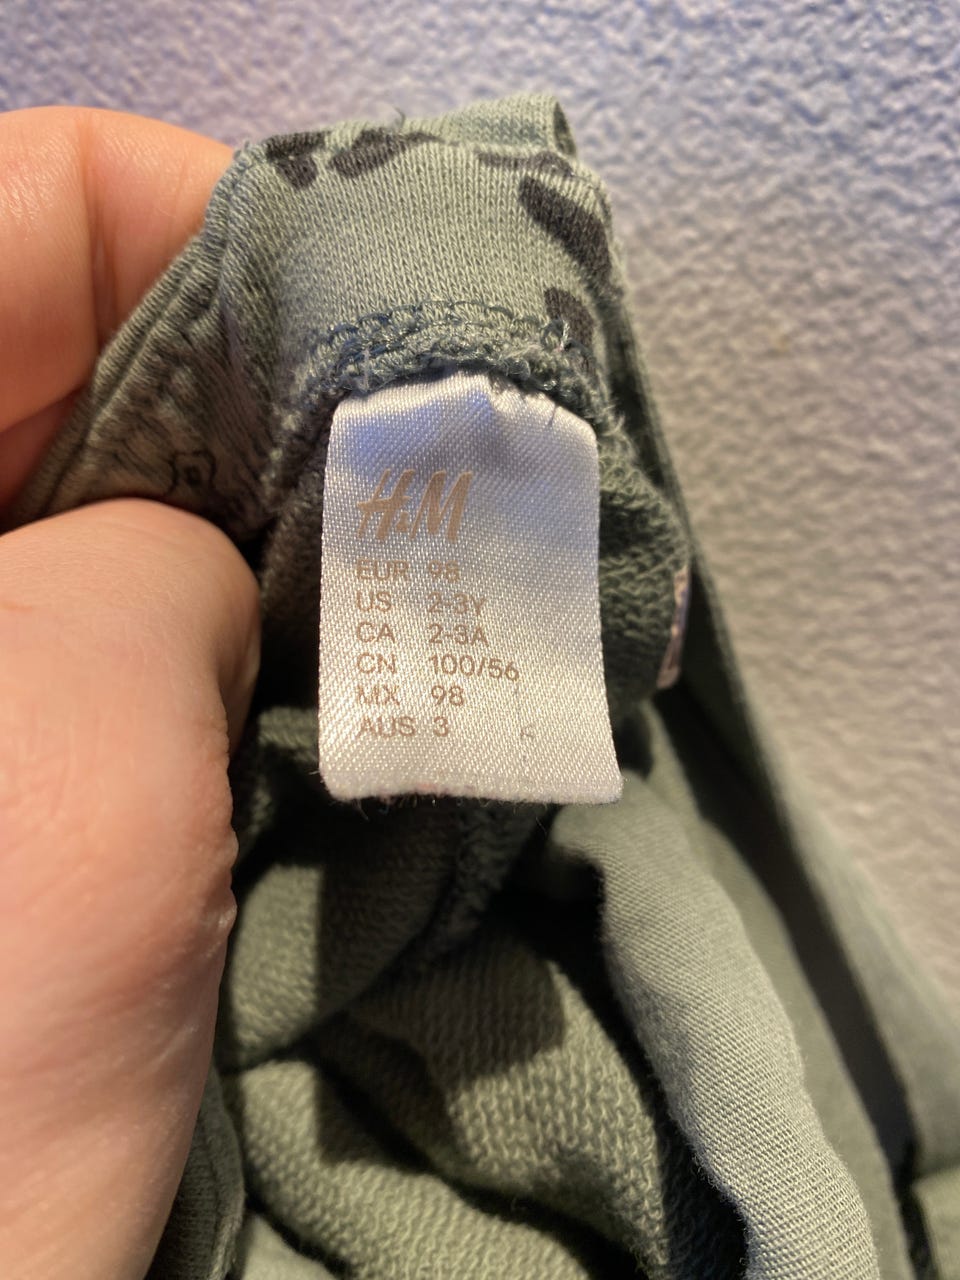 H&M
EUR 98
US 2-3Y
CA 2-3A
CN 100/56
MX 98
AUS 3